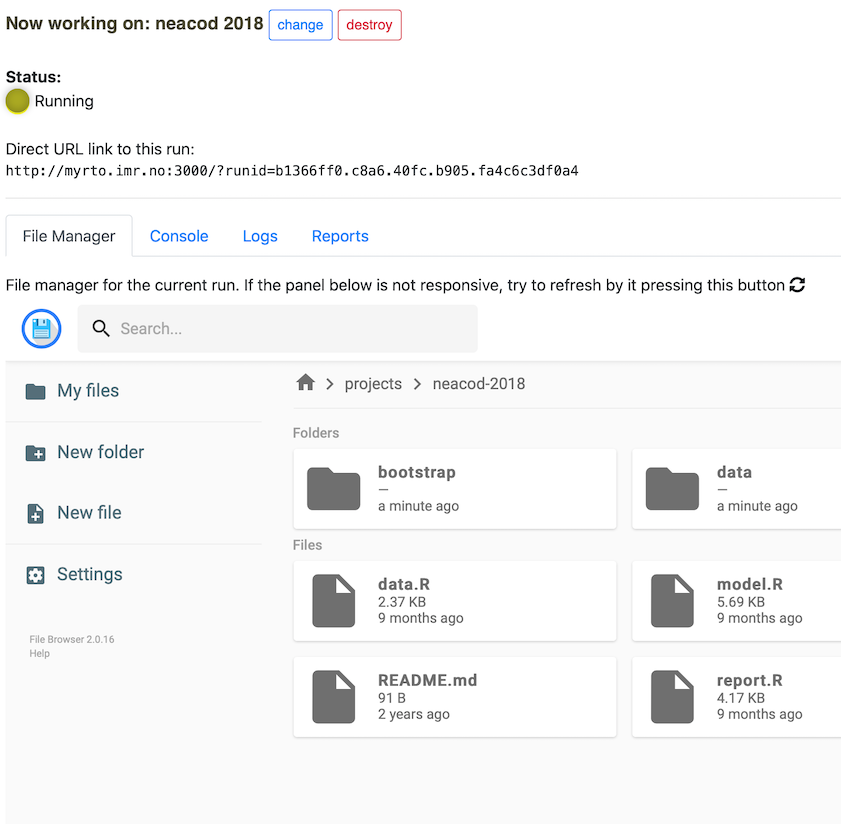 Now working on: neacod 2018 change destroy
Status:
Running
Direct URL link to this run:
http://myrto.imr.no:3000/?runid=b1366ff0.c8a6.40fc.b905.fa4c6c3df0a4
File Manager Console Logs Reports
File manager for the current run. If the panel below is not responsive, try to refresh by it pressing this button
Search...
My files
New folder
New file
Settings
File Browser 2.0.16
Help
projects neacod-2018
Folders
bootstrap
—
a minute ago
data
—
a minute ago
Files
data.R
2.37 KB
9 months ago
model.R
5.69 KB
9 months ago
README.md
91 B
2 years ago
report.R
4.17 KB
9 months ago